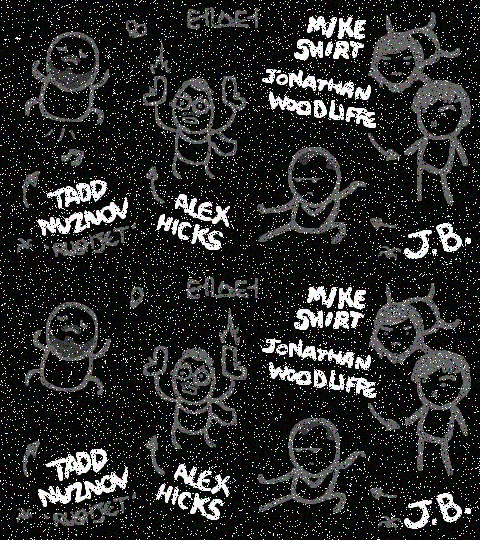 MIKE
SHIRT
JONATHAN
WOODLIFFE
TADD
NUZNOV
ALEX
HICKS
J.B.
MIKE
SHIRT
JONATHAN
WOODLIFFE
TADD
NUZNOV
ALEX
HICKS
J.B.